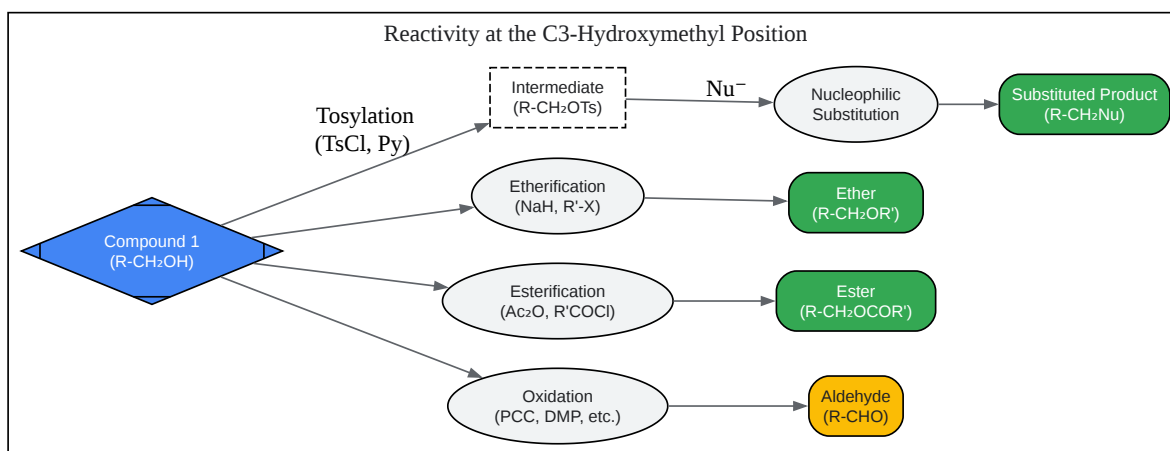 Reactivity at the C3-Hydroxymethyl Position
Tosylation
(TsCl, Py)
Intermediate
(R-CH₂OTs)
Nu⁻
Nucleophilic
Substitution
Substituted Product
(R-CH₂Nu)
Compound 1
(R-CH₂OH)
Etherification
(NaH, R'-X)
Ether
(R-CH₂OR')
Esterification
(Ac₂O, R'COCl)
Ester
(R-CH₂OCOR')
Oxidation
(PCC, DMP, etc.)
Aldehyde
(R-CHO)